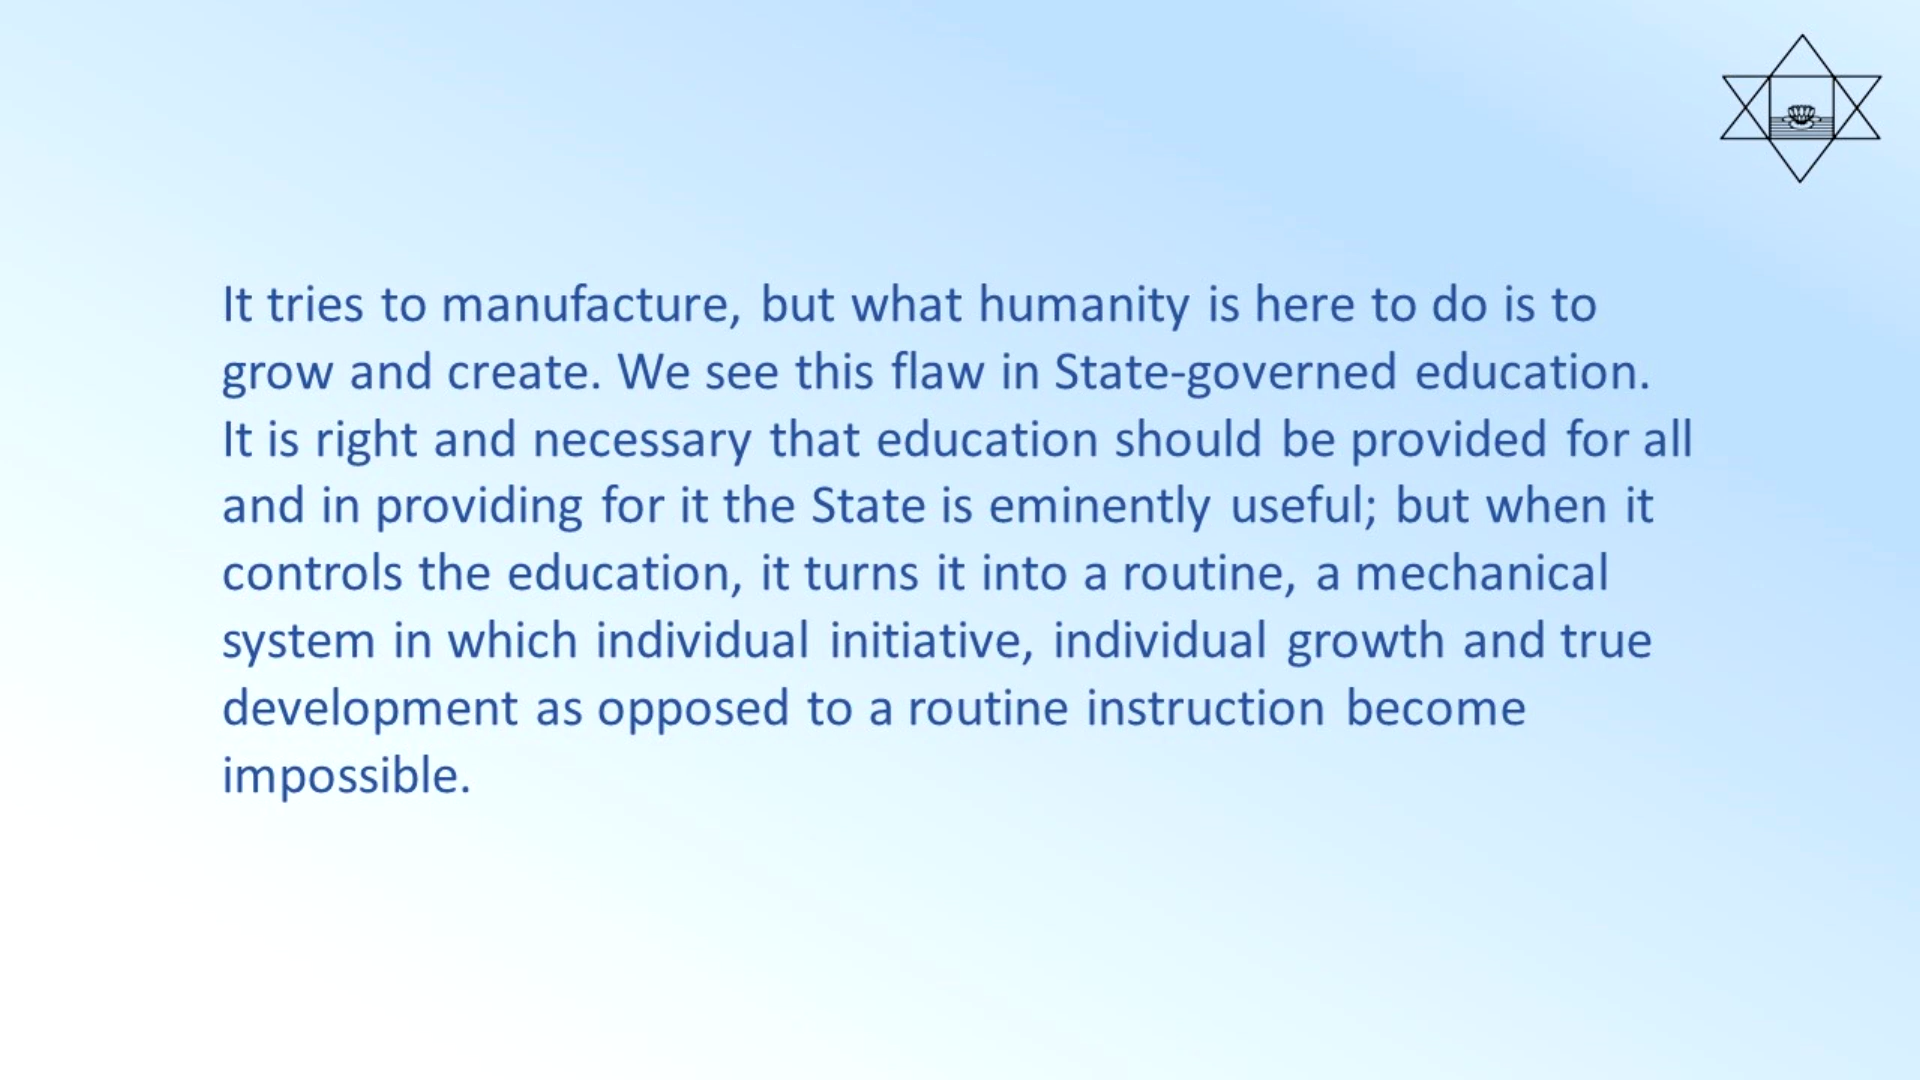 It tries to manufacture, but what humanity is here to do is to
grow and create. We see this flaw in State-governed education.
It is right and necessary that education should be provided for all
and in providing for it the State is eminently useful; but when it
controls the education, it turns it into a routine, a mechanical
system in which individual initiative, individual growth and true
development as opposed to a routine instruction become
impossible.